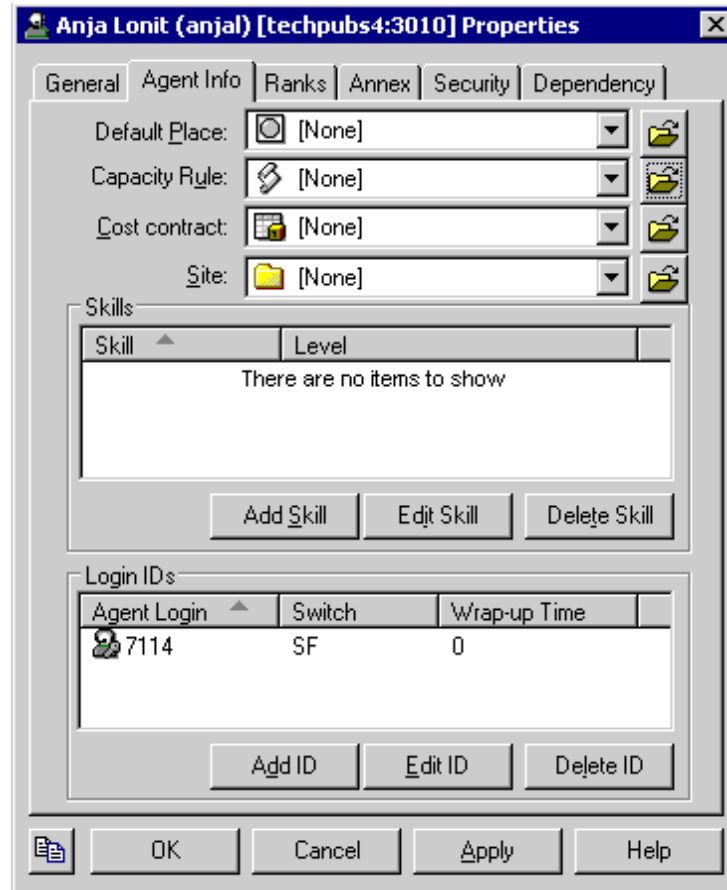 Anja Lonit (anjal) [techpubs4:3010] Properties
General Agent Info Ranks Annex Security Dependency
Default Place: [None]
Capacity Rule: [None]
Cost contract: [None]
Site: [None]
Skills
Skill Level
There are no items to show
Add Skill Edit Skill Delete Skill
Login IDs
Agent Login Switch Wrap-up Time
7114 SF 0
Add ID Edit ID Delete ID
OK Cancel Apply Help